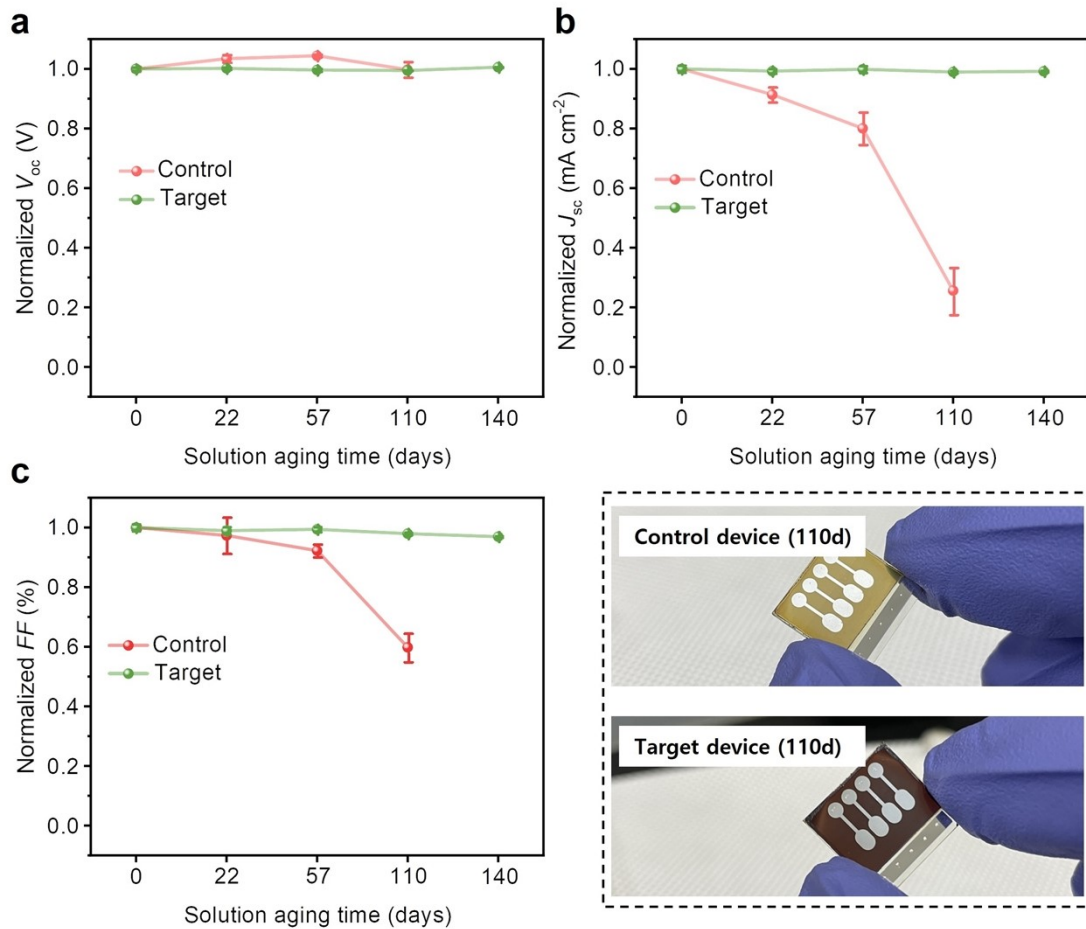 a
Normalized Voc (V)
1.0
0.8
0.6
0.4
0.2
0.0
Control
Target
0 22 57 110 140
Solution aging time (days)
b
Normalized Jsc (mA cm-2)
1.0
0.8
0.6
0.4
0.2
0.0
Control
Target
0 22 57 110 140
Solution aging time (days)
c
Normalized FF (%)
1.0
0.8
0.6
0.4
0.2
0.0
Control
Target
0 22 57 110 140
Solution aging time (days)
Control device (110d)
Target device (110d)